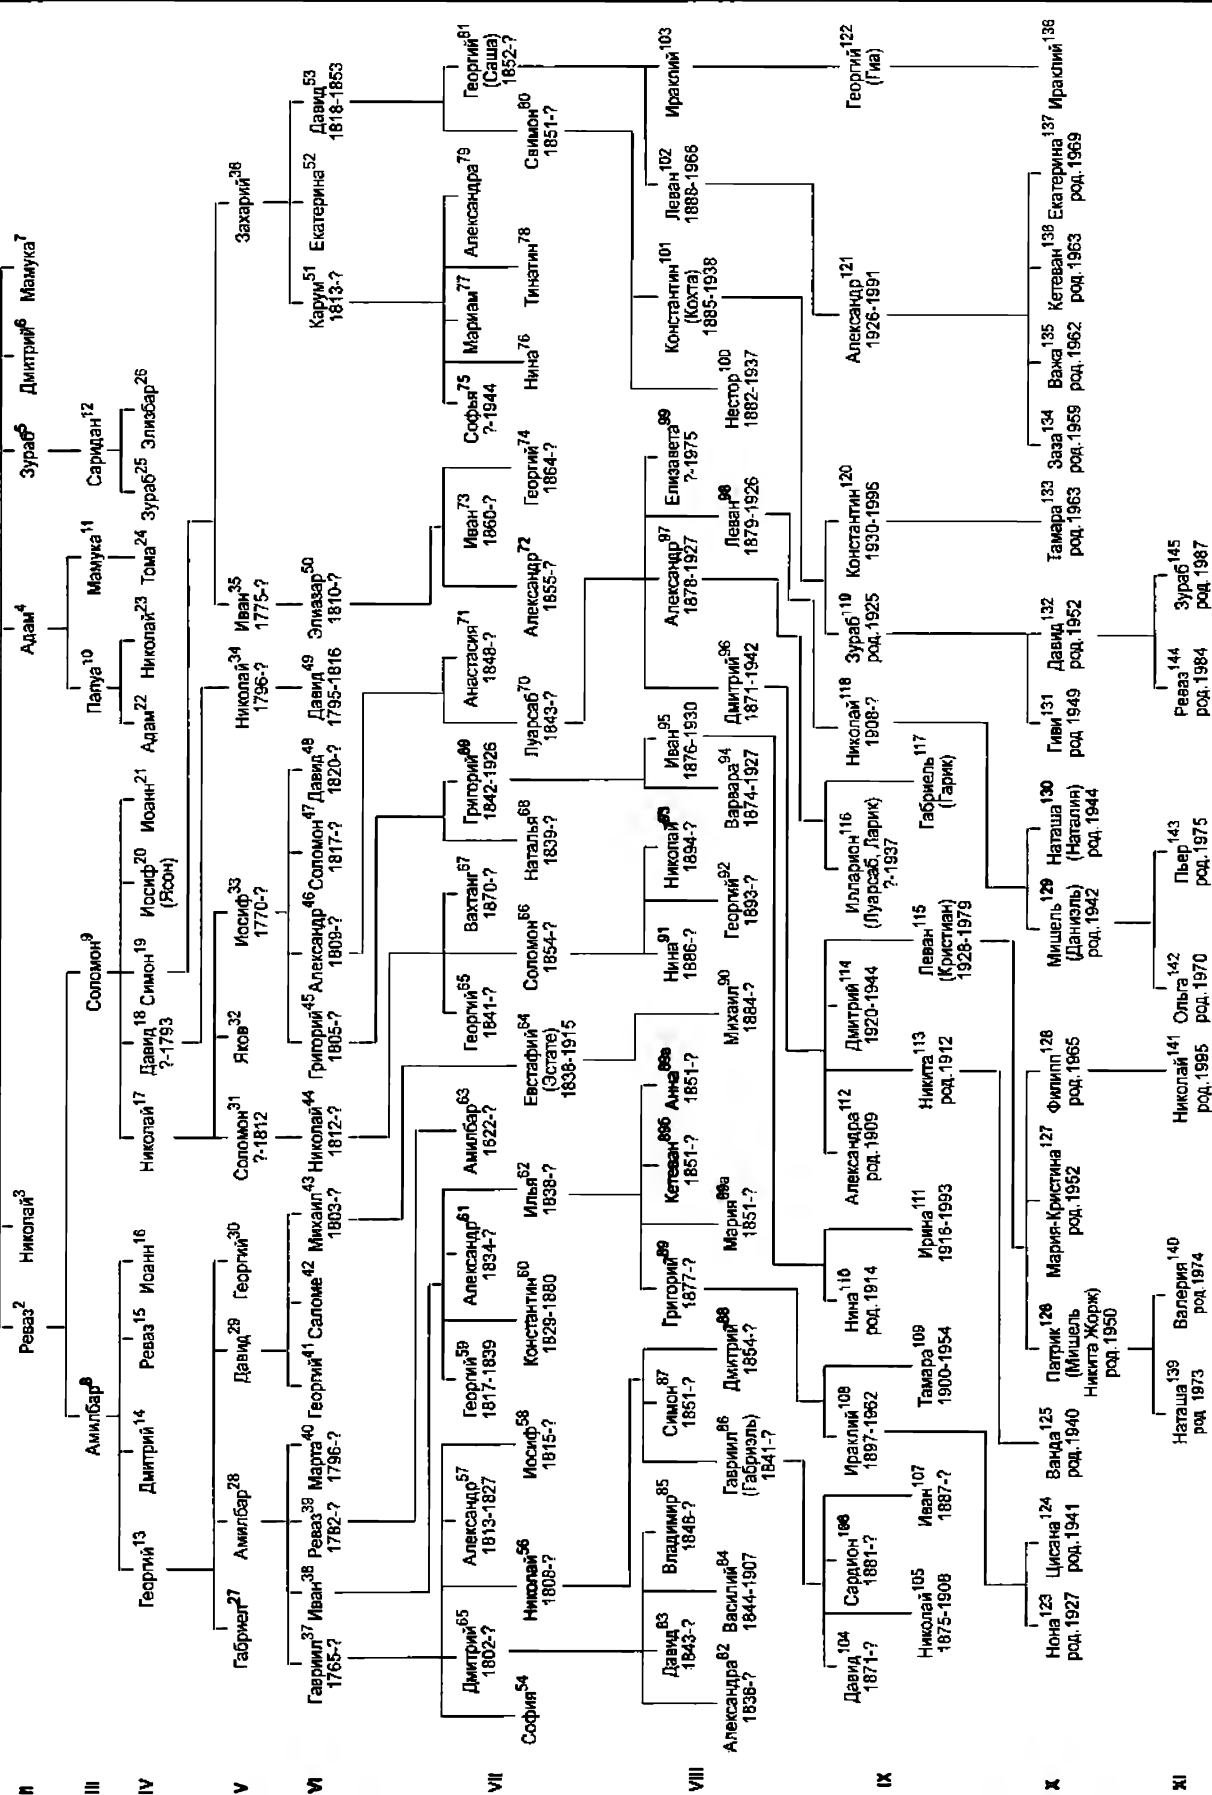 II
Реваз²
Николай³
Адам⁴
Зураб⁵
Дмитрий⁶
Мамука⁷
III
Амилбар⁸
Соломон⁹
Папуа¹⁰
Мамука¹¹
Саридан¹²
IV
Георгий¹³
Дмитрий¹⁴
Реваз¹⁵
Иоанн¹⁶
Николай¹⁷
Давид¹⁸
?-1793
Симон¹⁹
Иосиф²⁰
(Ясон)
Иоанн²¹
Адам²²
Николай²³
Тома²⁴
Зураб²⁵
Элизбар²⁶
V
Габриел²⁷
Амилбар²⁸
Давид²⁹
Георгий³⁰
Соломон³¹
?-1812
Яков³²
Иосиф³³
1770-?
Николай³⁴
1796-?
Иван³⁵
1775-?
Захарий³⁶
VI
Гавриил³⁷
1765-?
Иван³⁸
Реваз³⁹
1782-?
Марта⁴⁰
1796-?
Георгий⁴¹
Саломе⁴²
Михаил⁴³
1803-?
Николай⁴⁴
1812-?
Григорий⁴⁵
1805-?
Александр⁴⁶
1809-?
Соломон⁴⁷
1817-?
Давид⁴⁸
1820-?
Давид⁴⁹
1795-1816
Элиазар⁵⁰
1810-?
Карум⁵¹
1813-?
Екатерина⁵²
Давид⁵³
1818-1853
VII
София⁵⁴
Дмитрий⁵⁵
1802-?
Николай⁵⁶
1808-?
Александр⁵⁷
1813-1827
Иосиф⁵⁸
1815-?
Георгий⁵⁹
1817-1839
Константин⁶⁰
1829-1880
Александр⁶¹
1834-?
Илья⁶²
1838-?
Амилбар⁶³
1622-?
Евстафий⁶⁴
(Эстате)
1838-1915
Георгий⁶⁵
1841-?
Соломон⁶⁶
1854-?
Вахтанг⁶⁷
1870-?
Наталья⁶⁸
1839-?
Григорий⁶⁹
1842-1926
Луарсаб⁷⁰
1843-?
Анастасия⁷¹
1848-?
Александр⁷²
1855-?
Иван⁷³
1860-?
Георгий⁷⁴
1864-?
Софья⁷⁵
?-1944
Нина⁷⁶
Мариам⁷⁷
Тинатин⁷⁸
Александра⁷⁹
Свимон⁸⁰
1851-?
Георгий⁸¹
(Саша)
1852-?
VIII
Александра⁸²
1836-?
Давид⁸³
1843-?
Василий⁸⁴
1844-1907
Владимир⁸⁵
1848-?
Гавриил⁸⁶
(Габриэль)
1841-?
Симон⁸⁷
1851-?
Дмитрий⁸⁸
1854-?
Григорий⁸⁹
1877-?
Мария⁸⁹ᵃ
1851-?
Кетеван⁸⁹б
1851-?
Анна⁸⁹в
1851-?
Михаил⁹⁰
1884-?
Нина⁹¹
1886-?
Георгий⁹²
1893-?
Николай⁹³
1894-?
Варвара⁹⁴
1874-1927
Иван⁹⁵
1876-1930
Дмитрий⁹⁶
1871-1942
Александр⁹⁷
1878-1927
Леван⁹⁸
1879-1926
Елизавета⁹⁹
?-1975
Нестор¹⁰⁰
1882-1937
Константин¹⁰¹
(Кохта)
1885-1938
Леван¹⁰²
1888-1966
Ираклий¹⁰³
IX
Давид¹⁰⁴
1871-?
Николай¹⁰⁵
1875-1908
Сардион¹⁰⁶
1881-?
Иван¹⁰⁷
1887-?
Ираклий¹⁰⁸
1897-1962
Тамара¹⁰⁹
1900-1954
Нина¹¹⁰
род.1914
Ирина¹¹¹
1916-1993
Александра¹¹²
род.1909
Никита¹¹³
род.1912
Дмитрий¹¹⁴
1920-1944
Леван¹¹⁵
(Кристиан)
1928-1979
Илларион¹¹⁶
(Луарсаб, Ларик)
?-1937
Габриель¹¹⁷
(Гарик)
Николай¹¹⁸
1908-?
Зураб¹¹⁹
род.1925
Константин¹²⁰
1930-1996
Александр¹²¹
1926-1991
Георгий¹²²
(Гиа)
X
Нона¹²³
род.1927
Цисана¹²⁴
род.1941
Ванда¹²⁵
род.1940
Патрик¹²⁶
(Мишель
Никита Жорж)
род.1950
Мария-Кристина¹²⁷
род.1952
Филипп¹²⁸
род.1965
Мишель¹²⁹
(Даниэль)
род.1942
Наташа¹³⁰
(Наталия)
род.1944
Гиви¹³¹
род 1949
Давид¹³²
род.1952
Тамара¹³³
род.1963
Заза¹³⁴
род.1959
Важа¹³⁵
род.1962
Кетеван¹³⁶
род.1963
Екатерина¹³⁷
род.1969
Ираклий¹³⁸
XI
Наташа¹³⁹
род 1973
Валерия¹⁴⁰
род.1974
Николай¹⁴¹
род.1995
Ольга¹⁴²
род.1970
Пьер¹⁴³
род.1975
Реваз¹⁴⁴
род.1984
Зураб¹⁴⁵
род.1987